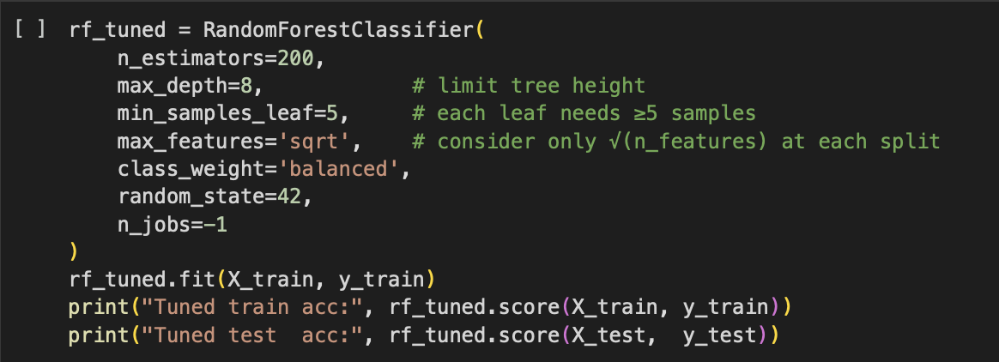 [ ] rf_tuned = RandomForestClassifier(
    n_estimators=200,
    max_depth=8,            # limit tree height
    min_samples_leaf=5,     # each leaf needs ≥5 samples
    max_features='sqrt',    # consider only √(n_features) at each split
    class_weight='balanced',
    random_state=42,
    n_jobs=-1
)
rf_tuned.fit(X_train, y_train)
print("Tuned train acc:", rf_tuned.score(X_train, y_train))
print("Tuned test  acc:", rf_tuned.score(X_test,  y_test))